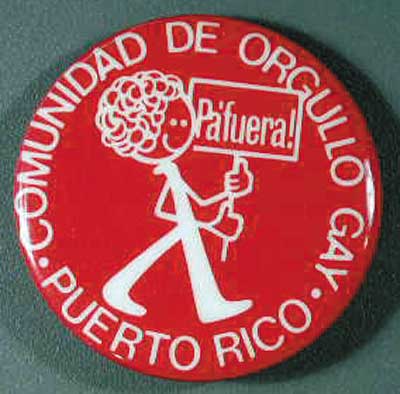 · COMUNIDAD DE ORGULLO GAY ·
Pa'fuera!
PUERTO RICO